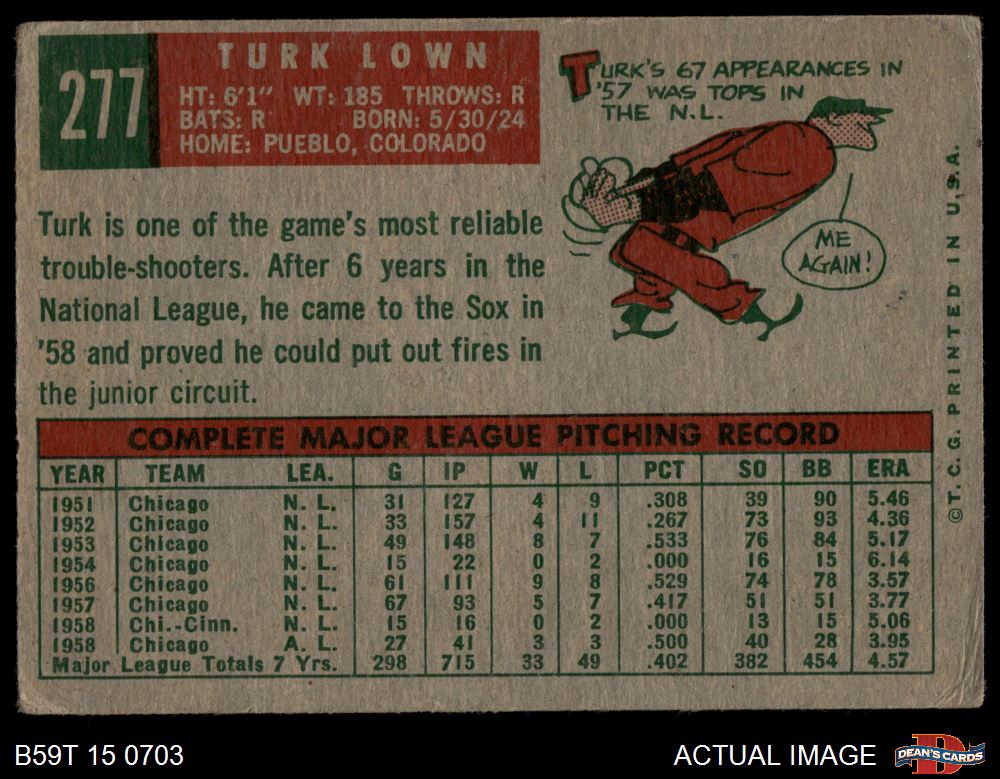 277
TURK LOWN
HT: 6'1" WT: 185 THROWS: R
BATS: R BORN: 5/30/24
HOME: PUEBLO, COLORADO
TURK'S 67 APPEARANCES IN
'57 WAS TOPS IN
THE N.L.
ME
AGAIN!
Turk is one of the game's most reliable
trouble-shooters. After 6 years in the
National League, he came to the Sox in
'58 and proved he could put out fires in
the junior circuit.
COMPLETE MAJOR LEAGUE PITCHING RECORD
YEAR TEAM LEA. G IP W L PCT SO BB ERA
1951 Chicago N. L. 31 127 4 9 .308 39 90 5.46
1952 Chicago N. L. 33 157 4 11 .267 73 93 4.36
1953 Chicago N. L. 49 148 8 7 .533 76 84 5.17
1954 Chicago N. L. 15 22 0 2 .000 16 15 6.14
1956 Chicago N. L. 61 111 9 8 .529 74 78 3.57
1957 Chicago N. L. 67 93 5 7 .417 51 51 3.77
1958 Chi.-Cinn. N. L. 15 16 0 2 .000 13 15 5.06
1958 Chicago A. L. 27 41 3 3 .500 40 28 3.95
Major League Totals 7 Yrs. 298 715 33 49 .402 382 454 4.57
© T. C. G. PRINTED IN U.S.A.
B59T 15 0703
ACTUAL IMAGE
D
DEAN'S CARDS